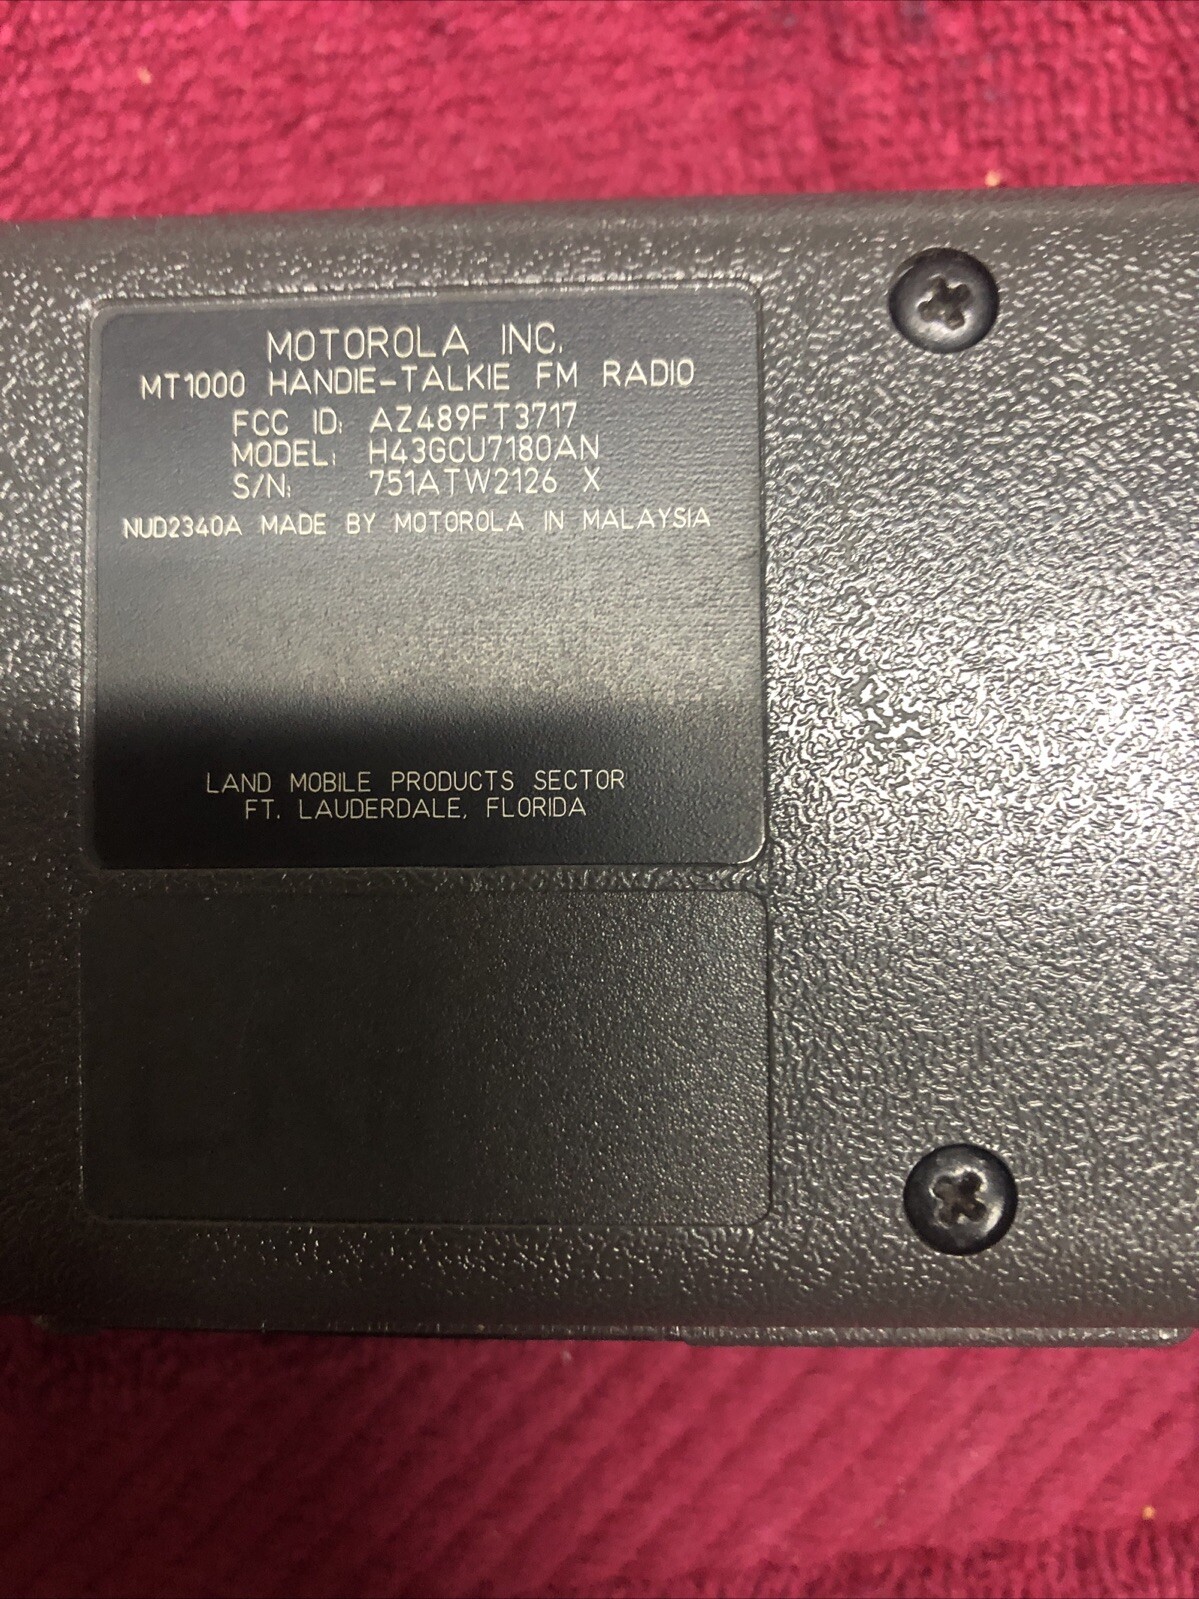 MOTOROLA INC.
MT1000 HANDIE-TALKIE FM RADIO
FCC ID: AZ489FT3717
MODEL: H43GCU7180AN
S/N: 751ATW2126 X
NUD2340A MADE BY MOTOROLA IN MALAYSIA
LAND MOBILE PRODUCTS SECTOR
FT. LAUDERDALE, FLORIDA